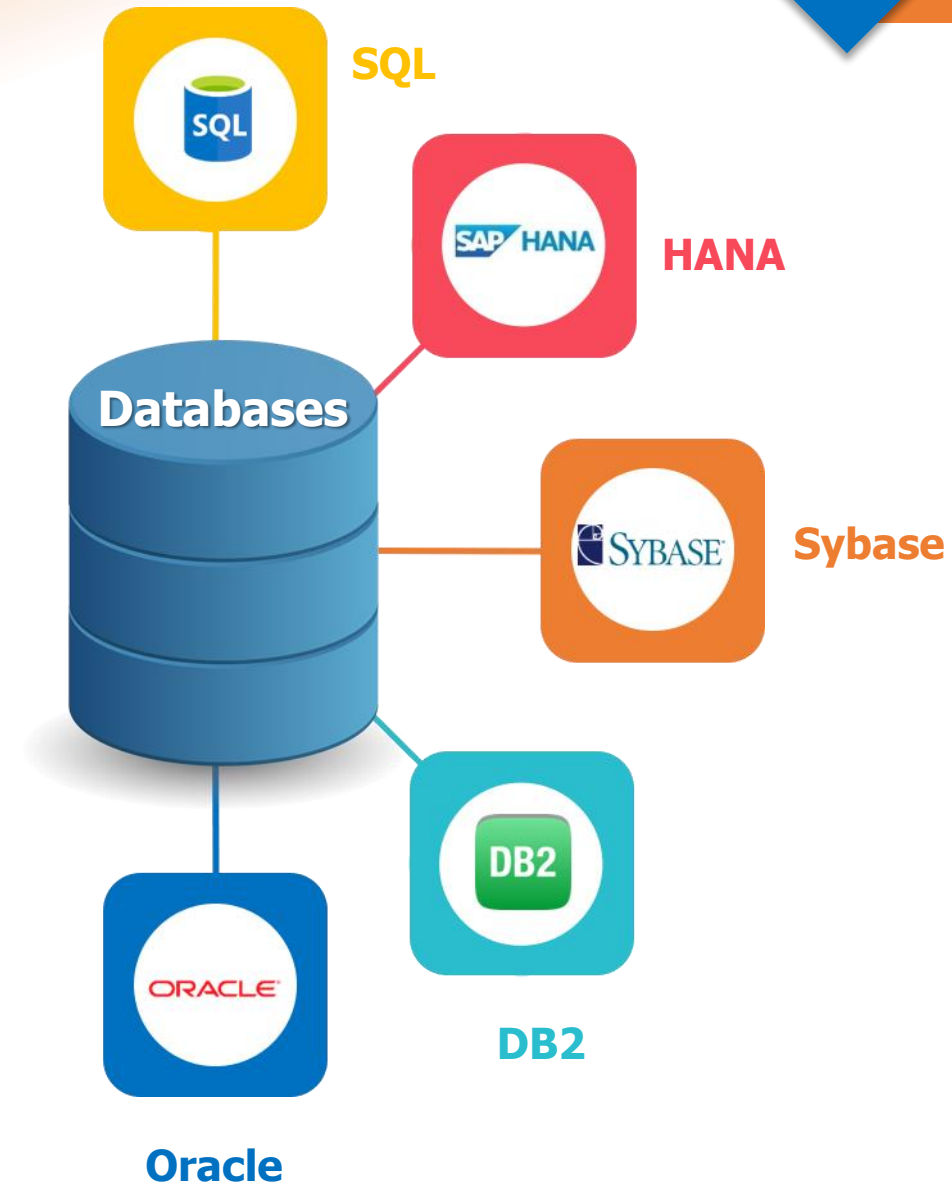 SQL
SQL
SAP HANA
HANA
Databases
SYBASE
Sybase
DB2
DB2
ORACLE
Oracle